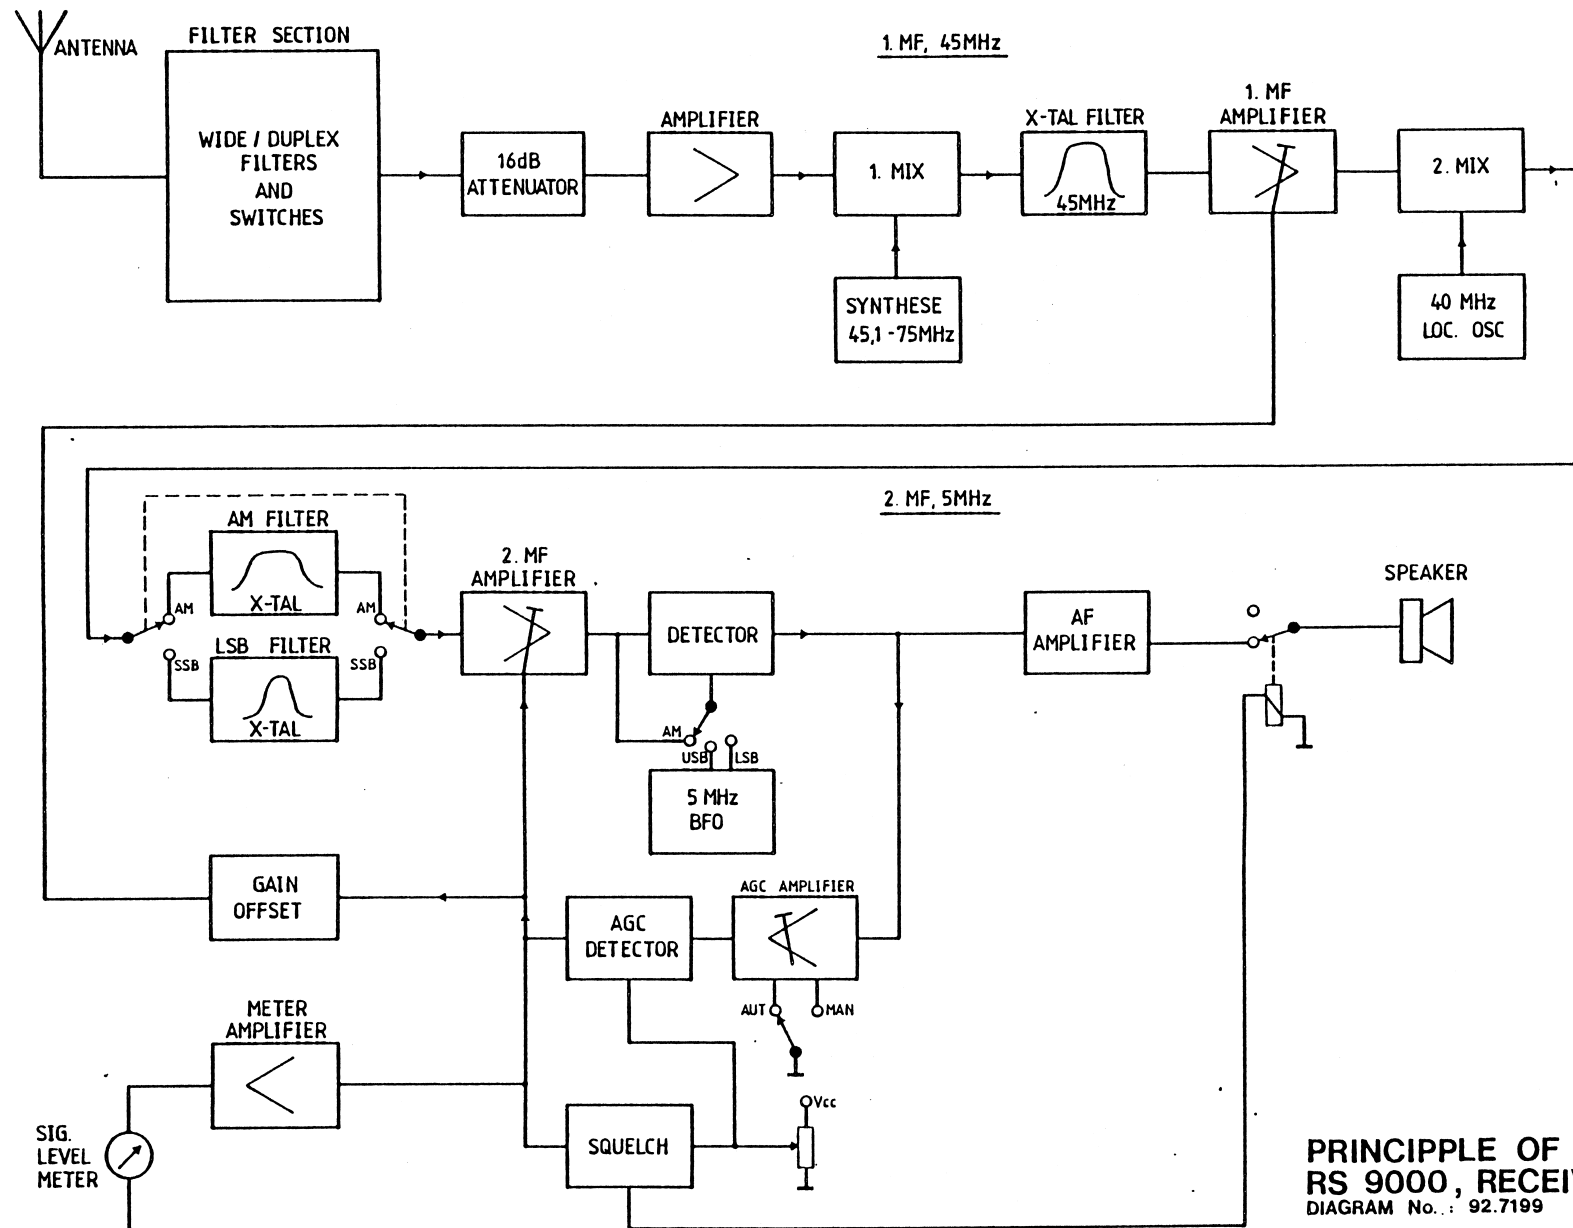 ANTENNA
FILTER SECTION
WIDE / DUPLEX
FILTERS
AND
SWITCHES
16dB
ATTENUATOR
AMPLIFIER
1. MF, 45MHz
1. MIX
SYNTHESE
45,1 -75MHz
X-TAL FILTER
45MHz
1. MF
AMPLIFIER
2. MIX
40 MHz
LOC. OSC
2. MF, 5MHz
AM FILTER
X-TAL
AM
AM
LSB FILTER
X-TAL
SSB
SSB
2. MF
AMPLIFIER
DETECTOR
AM
USB
LSB
5 MHz
BFO
AF
AMPLIFIER
SPEAKER
GAIN
OFFSET
AGC
DETECTOR
AGC AMPLIFIER
AUT
MAN
METER
AMPLIFIER
SIG.
LEVEL
METER
SQUELCH
Vcc
PRINCIPPLE OF
RS 9000, RECEI
DIAGRAM No.: 92.7199